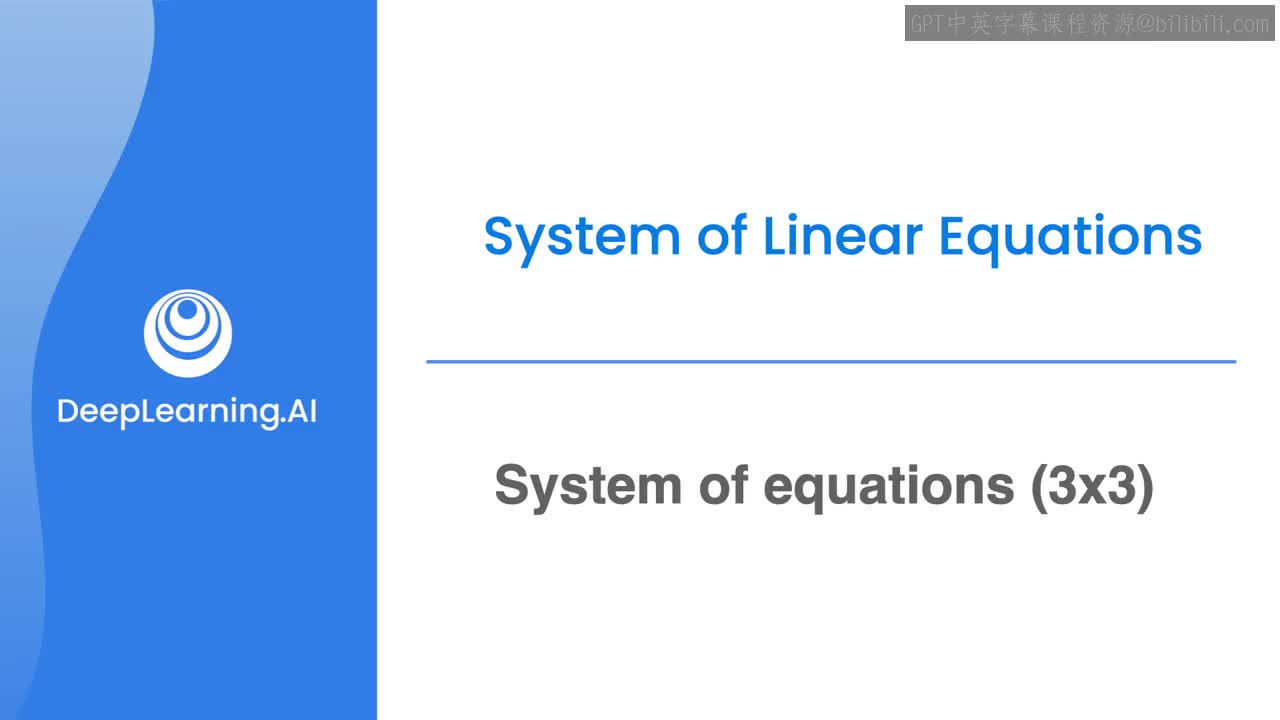 GPT中英字幕课程资源@bilibili.com
System of Linear Equations
DeepLearning.AI
System of equations (3x3)